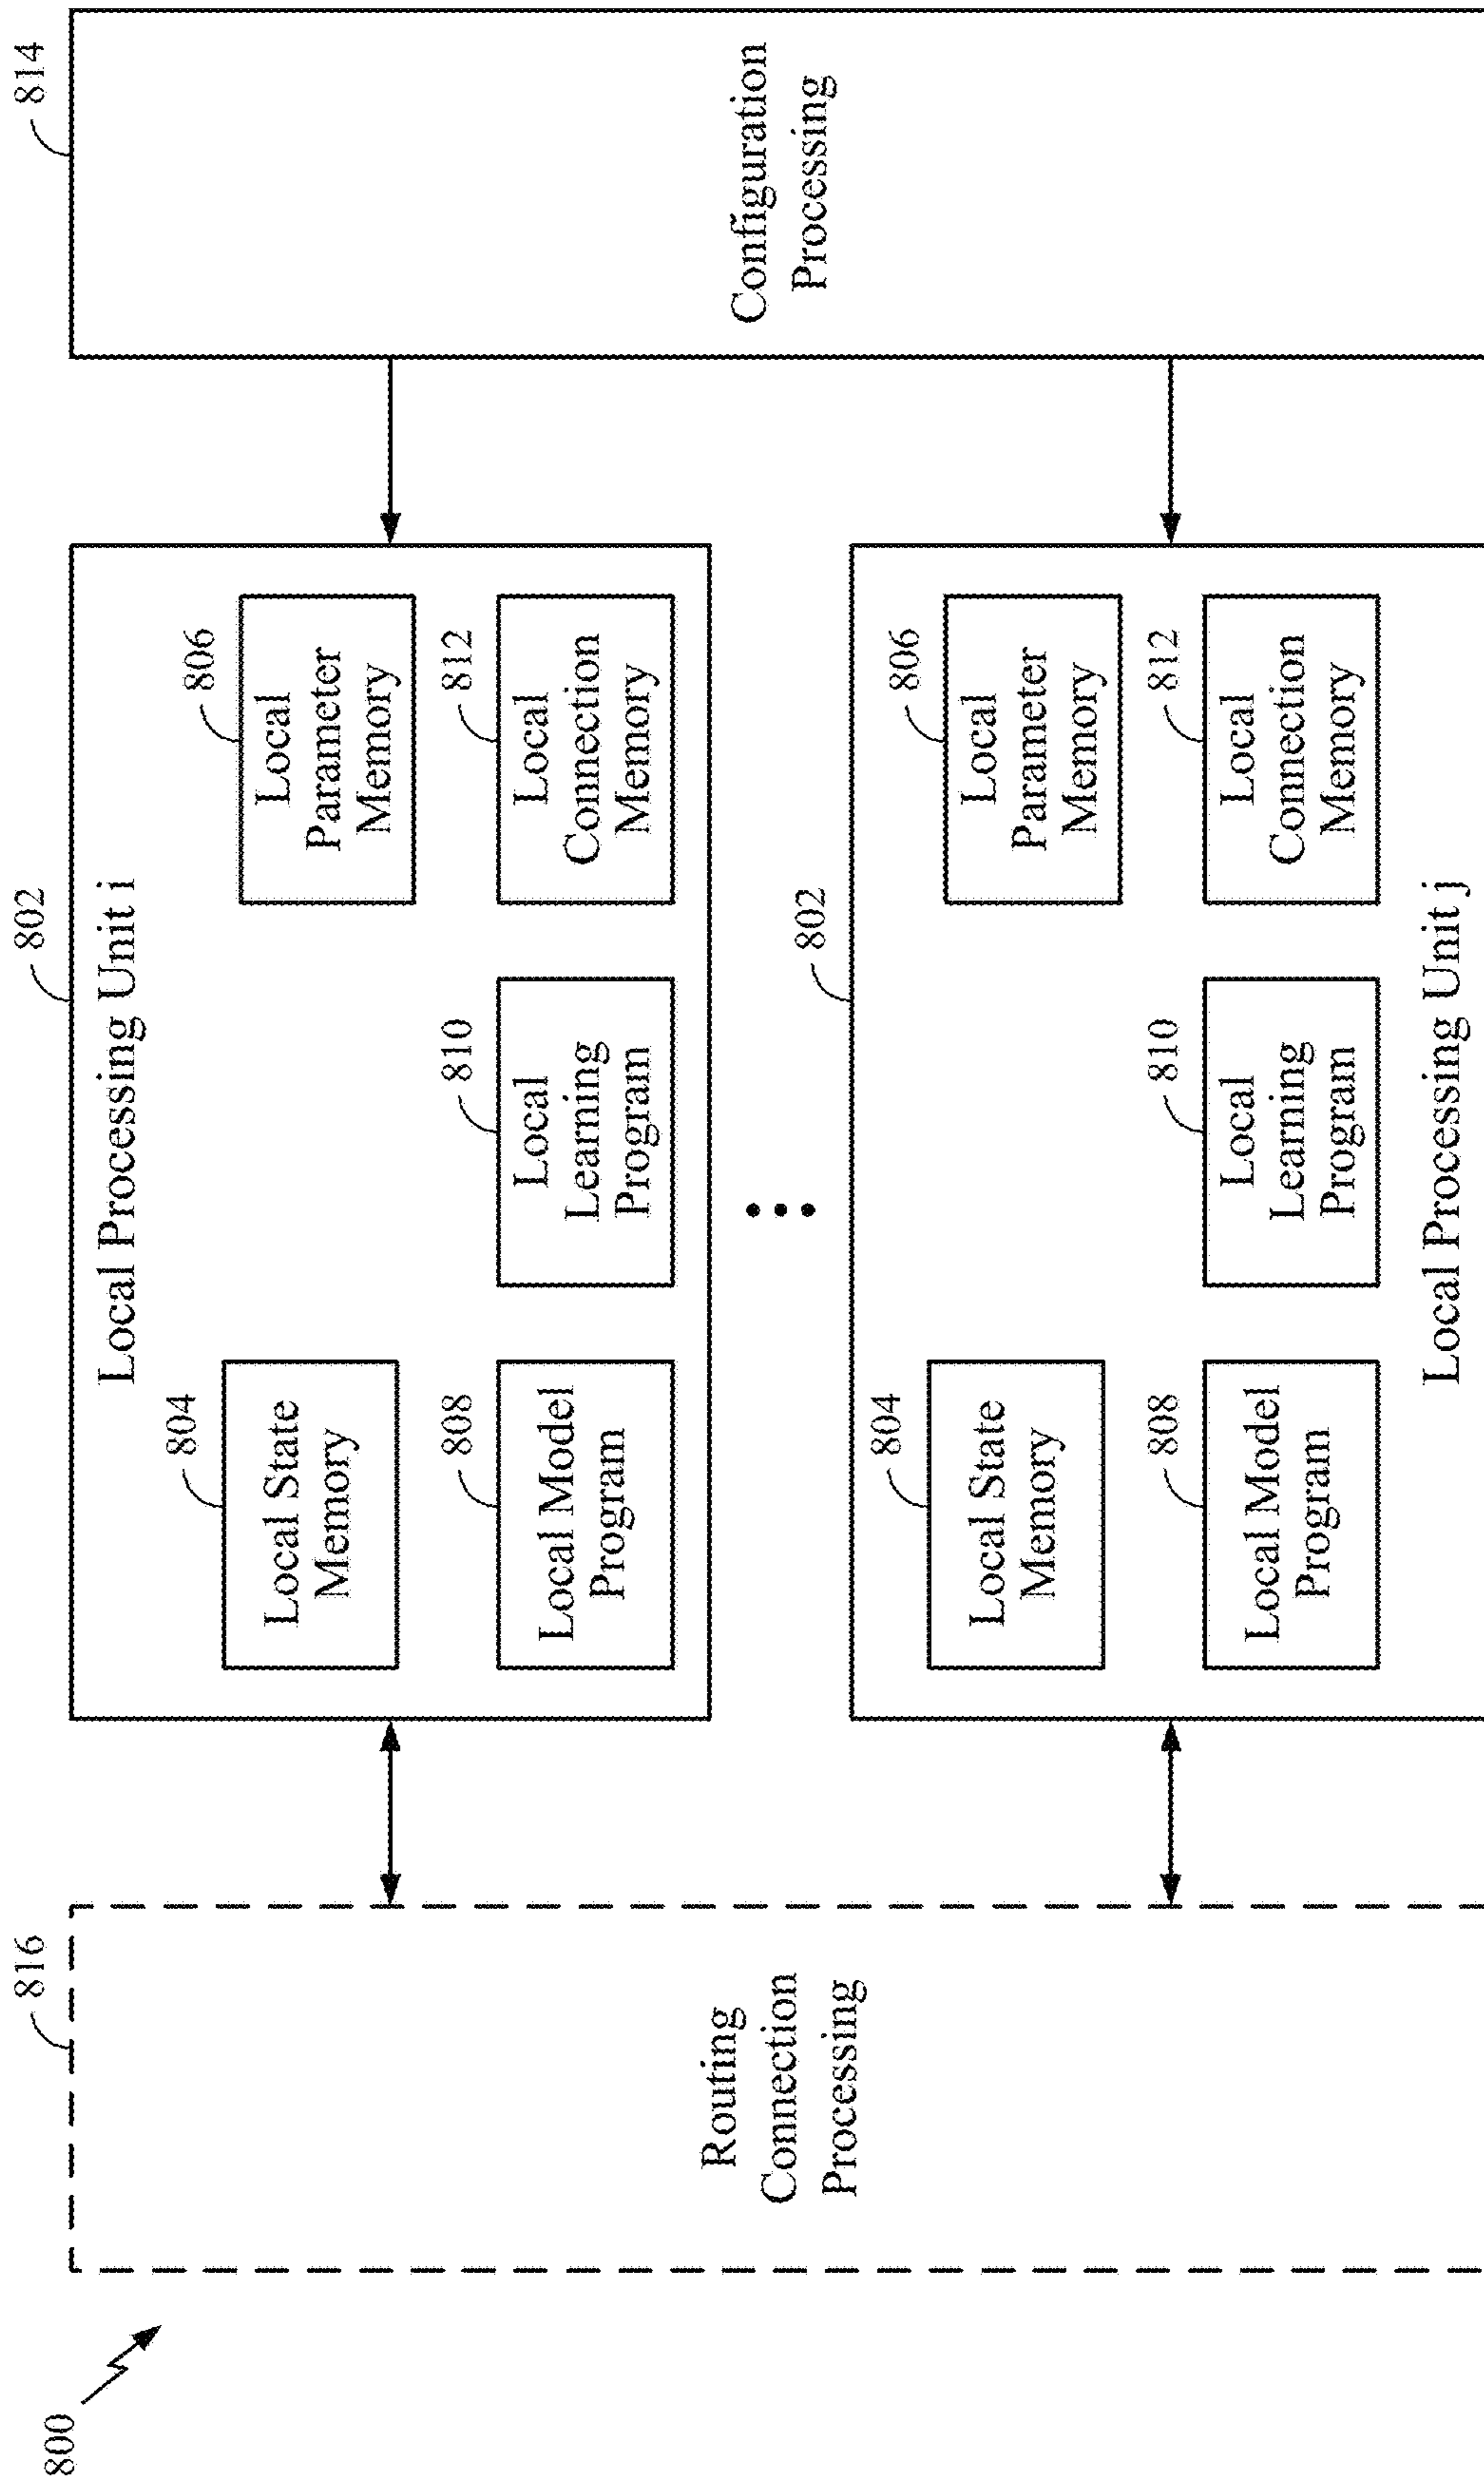 800
816
Routing
Connection
Processing
802
Local Processing Unit i
804
Local State
Memory
806
Local
Parameter
Memory
808
Local Model
Program
810
Local
Learning
Program
812
Local
Connection
Memory
802
804
Local State
Memory
806
Local
Parameter
Memory
808
Local Model
Program
810
Local
Learning
Program
812
Local
Connection
Memory
Local Processing Unit j
814
Configuration
Processing